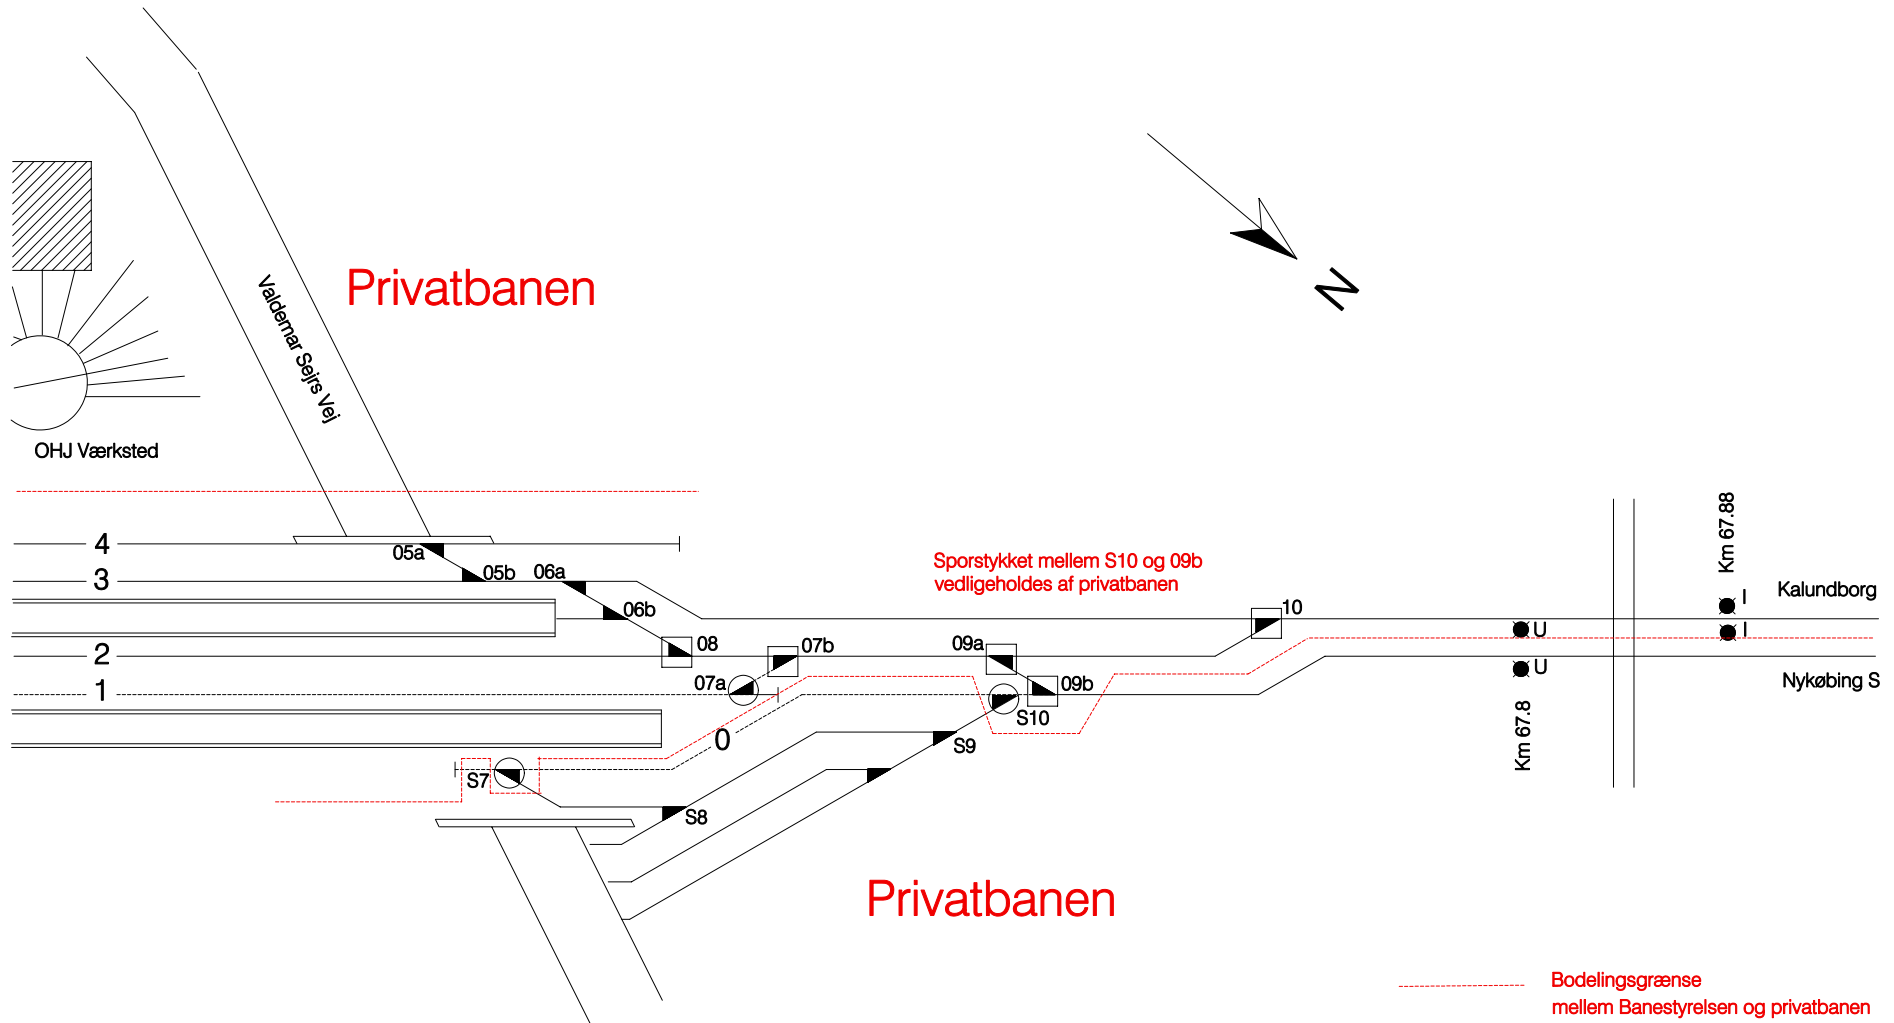 Privatbanen
Valdemar Sejrs Vej
N
OHJ Værksted
4
3
2
1
0
05a
05b
06a
06b
08
07b
07a
09a
09b
10
S10
S9
S7
S8
Sporstykket mellem S10 og 09b
vedligeholdes af privatbanen
U
U
I
I
Km 67.88
Km 67.8
Kalundborg
Nykøbing S
Privatbanen
Bodelingsgrænse
mellem Banestyrelsen og privatbanen